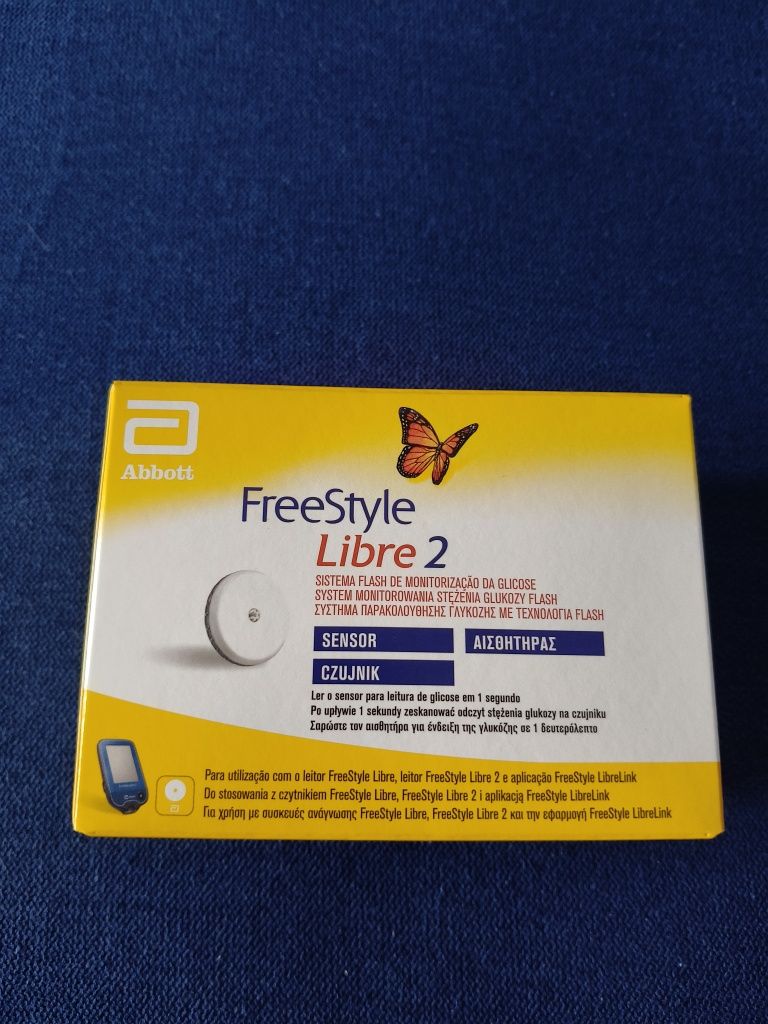 Abbott
FreeStyle
Libre 2
SISTEMA FLASH DE MONITORIZAÇÃO DA GLICOSE
SYSTEM MONITOROWANIA STĘŻENIA GLUKOZY FLASH
ΣΥΣΤΗΜΑ ΠΑΡΑΚΟΛΟΥΘΗΣΗΣ ΓΛΥΚΟΖΗΣ ΜΕ ΤΕΧΝΟΛΟΓΙΑ FLASH
SENSOR
ΑΙΣΘΗΤΗΡΑΣ
CZUJNIK
Ler o sensor para leitura de glicose em 1 segundo
Po upływie 1 sekundy zeskanować odczyt stężenia glukozy na czujniku
Σαρώστε τον αισθητήρα για ένδειξη της γλυκόζης σε 1 δευτερόλεπτο
Para utilização com o leitor FreeStyle Libre, leitor FreeStyle Libre 2 e aplicação FreeStyle LibreLink
Do stosowania z czytnikiem FreeStyle Libre, FreeStyle Libre 2 i aplikacją FreeStyle LibreLink
Για χρήση με συσκευές ανάγνωσης FreeStyle Libre, FreeStyle Libre 2 και την εφαρμογή FreeStyle LibreLink